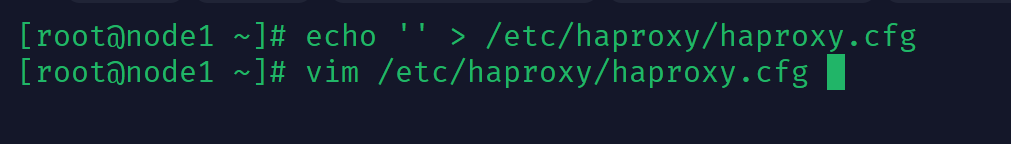 [root@node1 ~]# echo '' > /etc/haproxy/haproxy.cfg
[root@node1 ~]# vim /etc/haproxy/haproxy.cfg